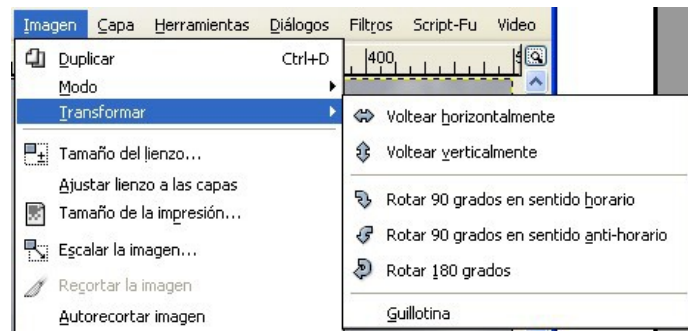 Imagen Capa Herramientas Diálogos Filtros Script-Fu Video
Duplicar Ctrl+D
400
Modo
Transformar
Voltear horizontalmente
Voltear verticalmente
Tamaño del lienzo...
Ajustar lienzo a las capas
Rotar 90 grados en sentido horario
Tamaño de la impresión...
Rotar 90 grados en sentido anti-horario
Escalar la imagen...
Rotar 180 grados
Recortar la imagen
Guillotina
Autorecortar imagen